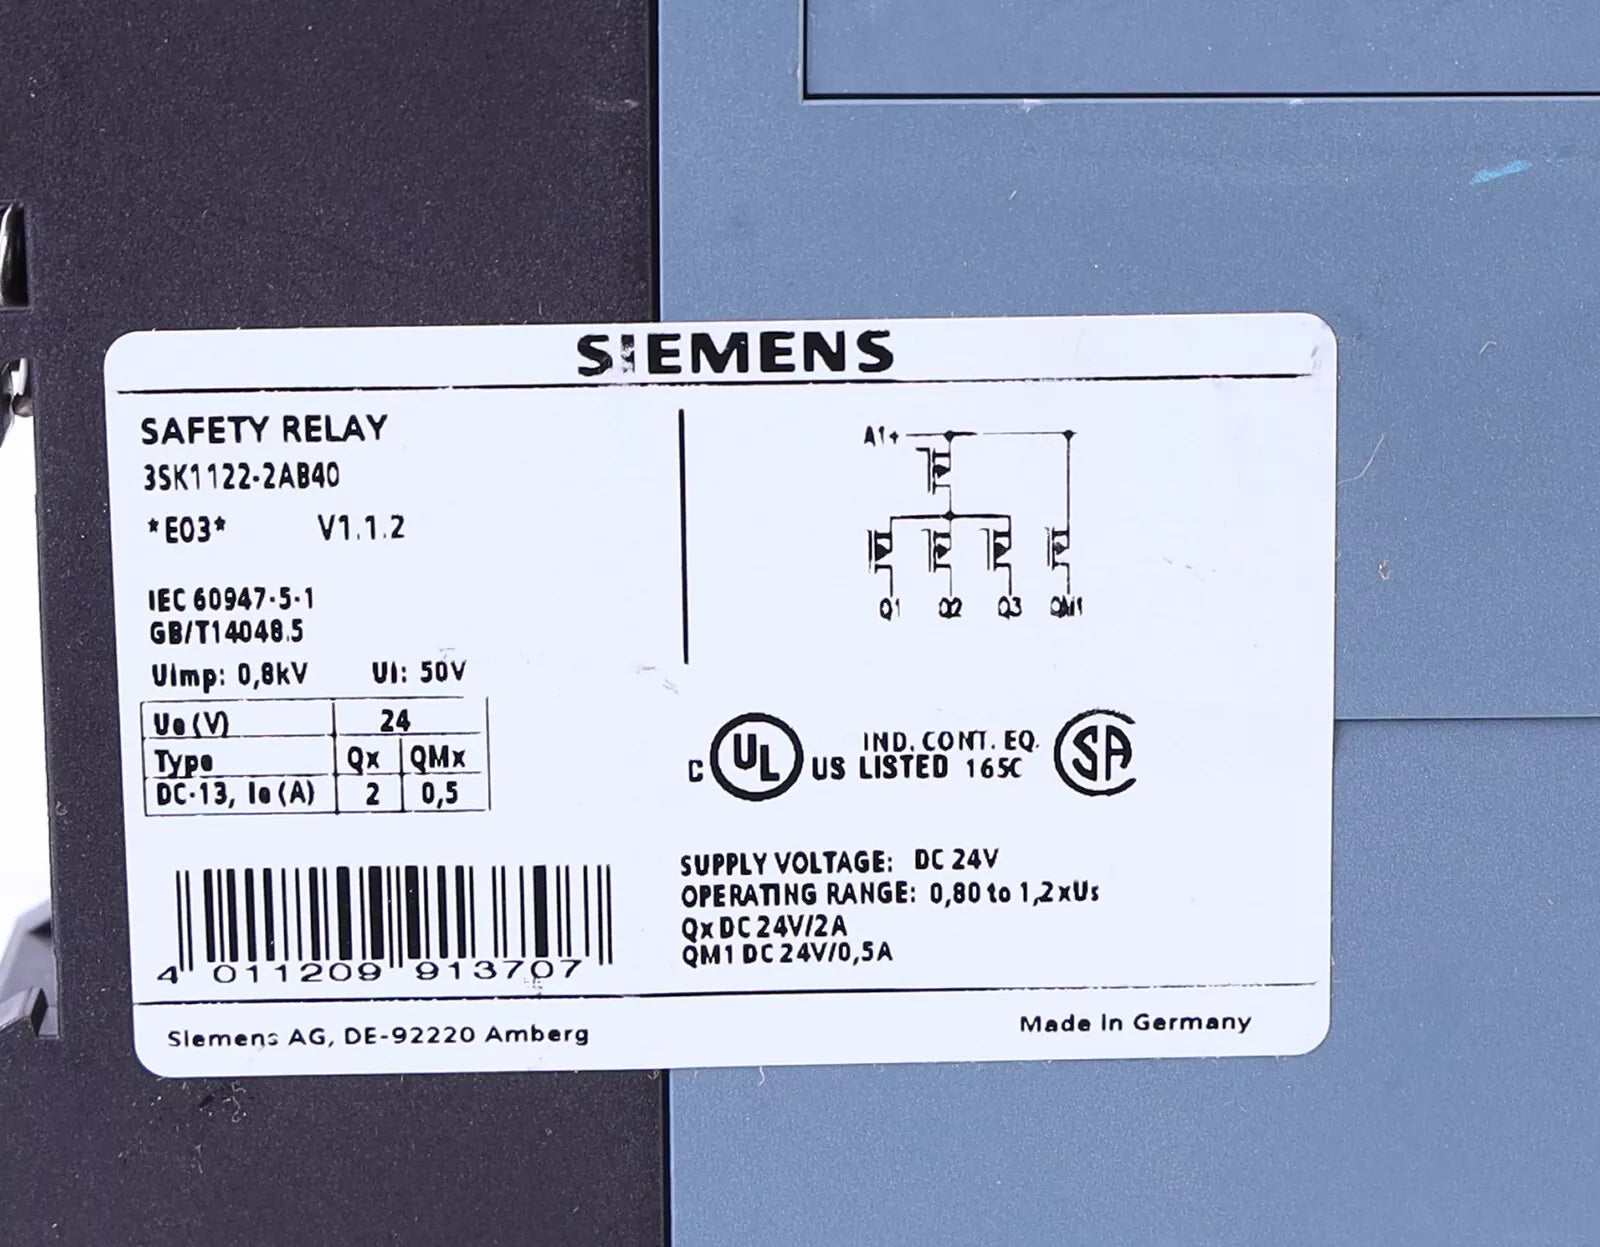 SIEMENS
SAFETY RELAY
3SK1122-2AB40
*E03* V1.1.2
IEC 60947-5-1
GB/T14048.5
Uimp: 0,8kV Ui: 50V
Ue (V) 24
Type Qx QMx
DC-13, Ie (A) 2 0,5
4 011209 913707
A1+
Q1 Q2 Q3 QM1
C UL US IND. CONT. EQ. SA
LISTED 165C
SUPPLY VOLTAGE: DC 24V
OPERATING RANGE: 0,80 to 1,2xUs
Qx DC 24V/2A
QM1 DC 24V/0,5A
Siemens AG, DE-92220 Amberg
Made in Germany